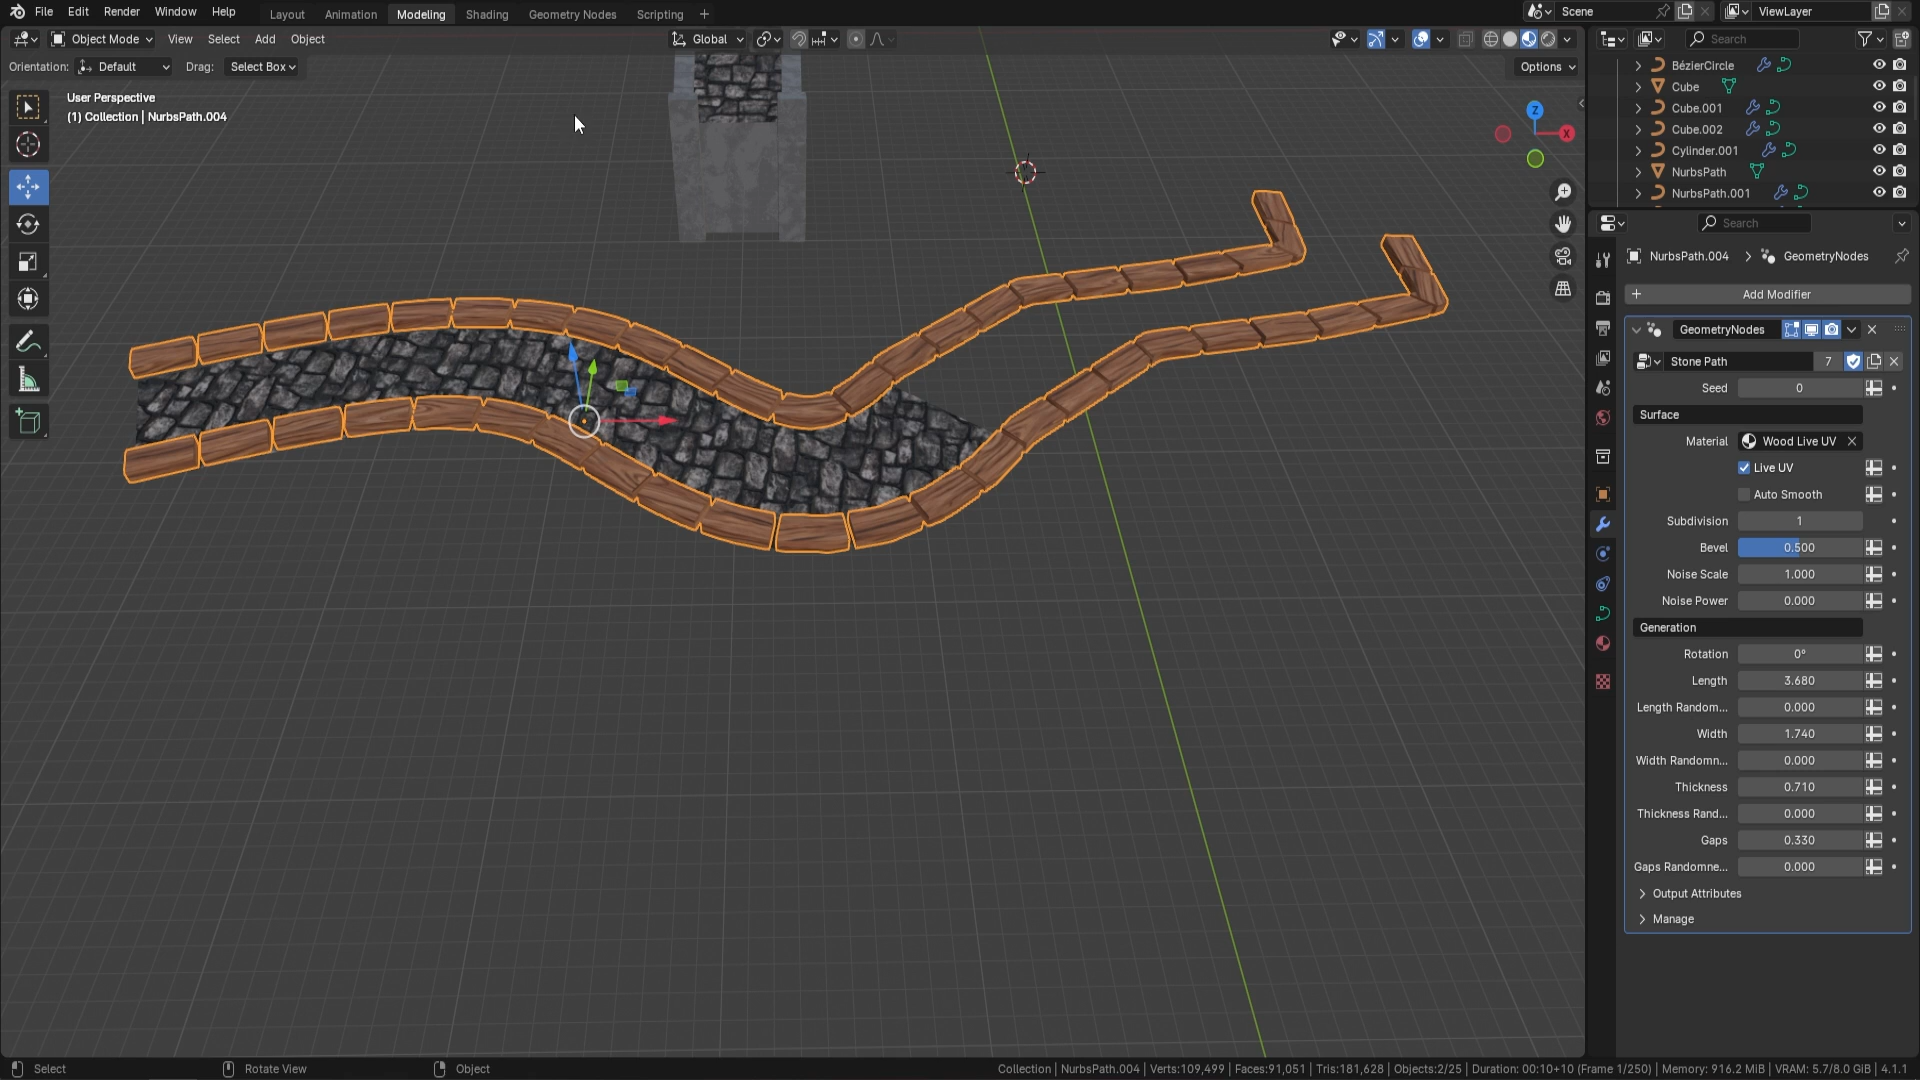 File Edit Render Window Help Layout Animation Modeling Shading Geometry Nodes Scripting + Scene ViewLayer
Object Mode View Select Add Object Global Search
Orientation: Default Drag: Select Box Options
User Perspective
(1) Collection | NurbsPath.004
Z
X
BézierCircle
Cube
Cube.001
Cube.002
Cylinder.001
NurbsPath
NurbsPath.001
Search
NurbsPath.004 > GeometryNodes
+ Add Modifier
GeometryNodes
Stone Path 7
Seed 0
Surface
Material Wood Live UV
Live UV
Auto Smooth
Subdivision 1
Bevel 0.500
Noise Scale 1.000
Noise Power 0.000
Generation
Rotation 0°
Length 3.680
Length Random... 0.000
Width 1.740
Width Randomn... 0.000
Thickness 0.710
Thickness Rand... 0.000
Gaps 0.330
Gaps Randomne... 0.000
Output Attributes
Manage
Select Rotate View Object Collection | NurbsPath.004 | Verts:109,499 | Faces:91,051 | Tris:181,628 | Objects:2/25 | Duration: 00:10+10 (Frame 1/250) | Memory: 916.2 MiB | VRAM: 5.7/8.0 GiB | 4.1.1